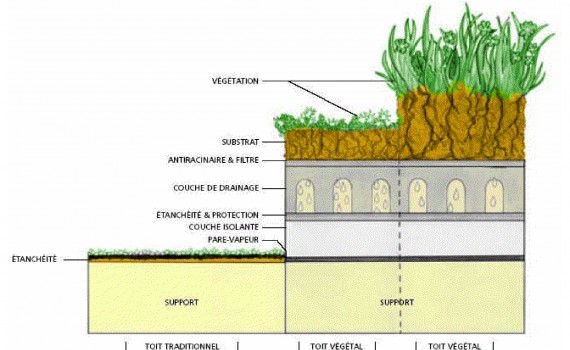 VÉGÉTATION
SUBSTRAT
ANTIRACINAIRE & FILTRE
COUCHE DE DRAINAGE
ÉTANCHÉITÉ & PROTECTION
COUCHE ISOLANTE
PARE-VAPEUR
ÉTANCHÉITÉ
SUPPORT SUPPORT
TOIT TRADITIONNEL TOIT VÉGÉTAL TOIT VÉGÉTAL